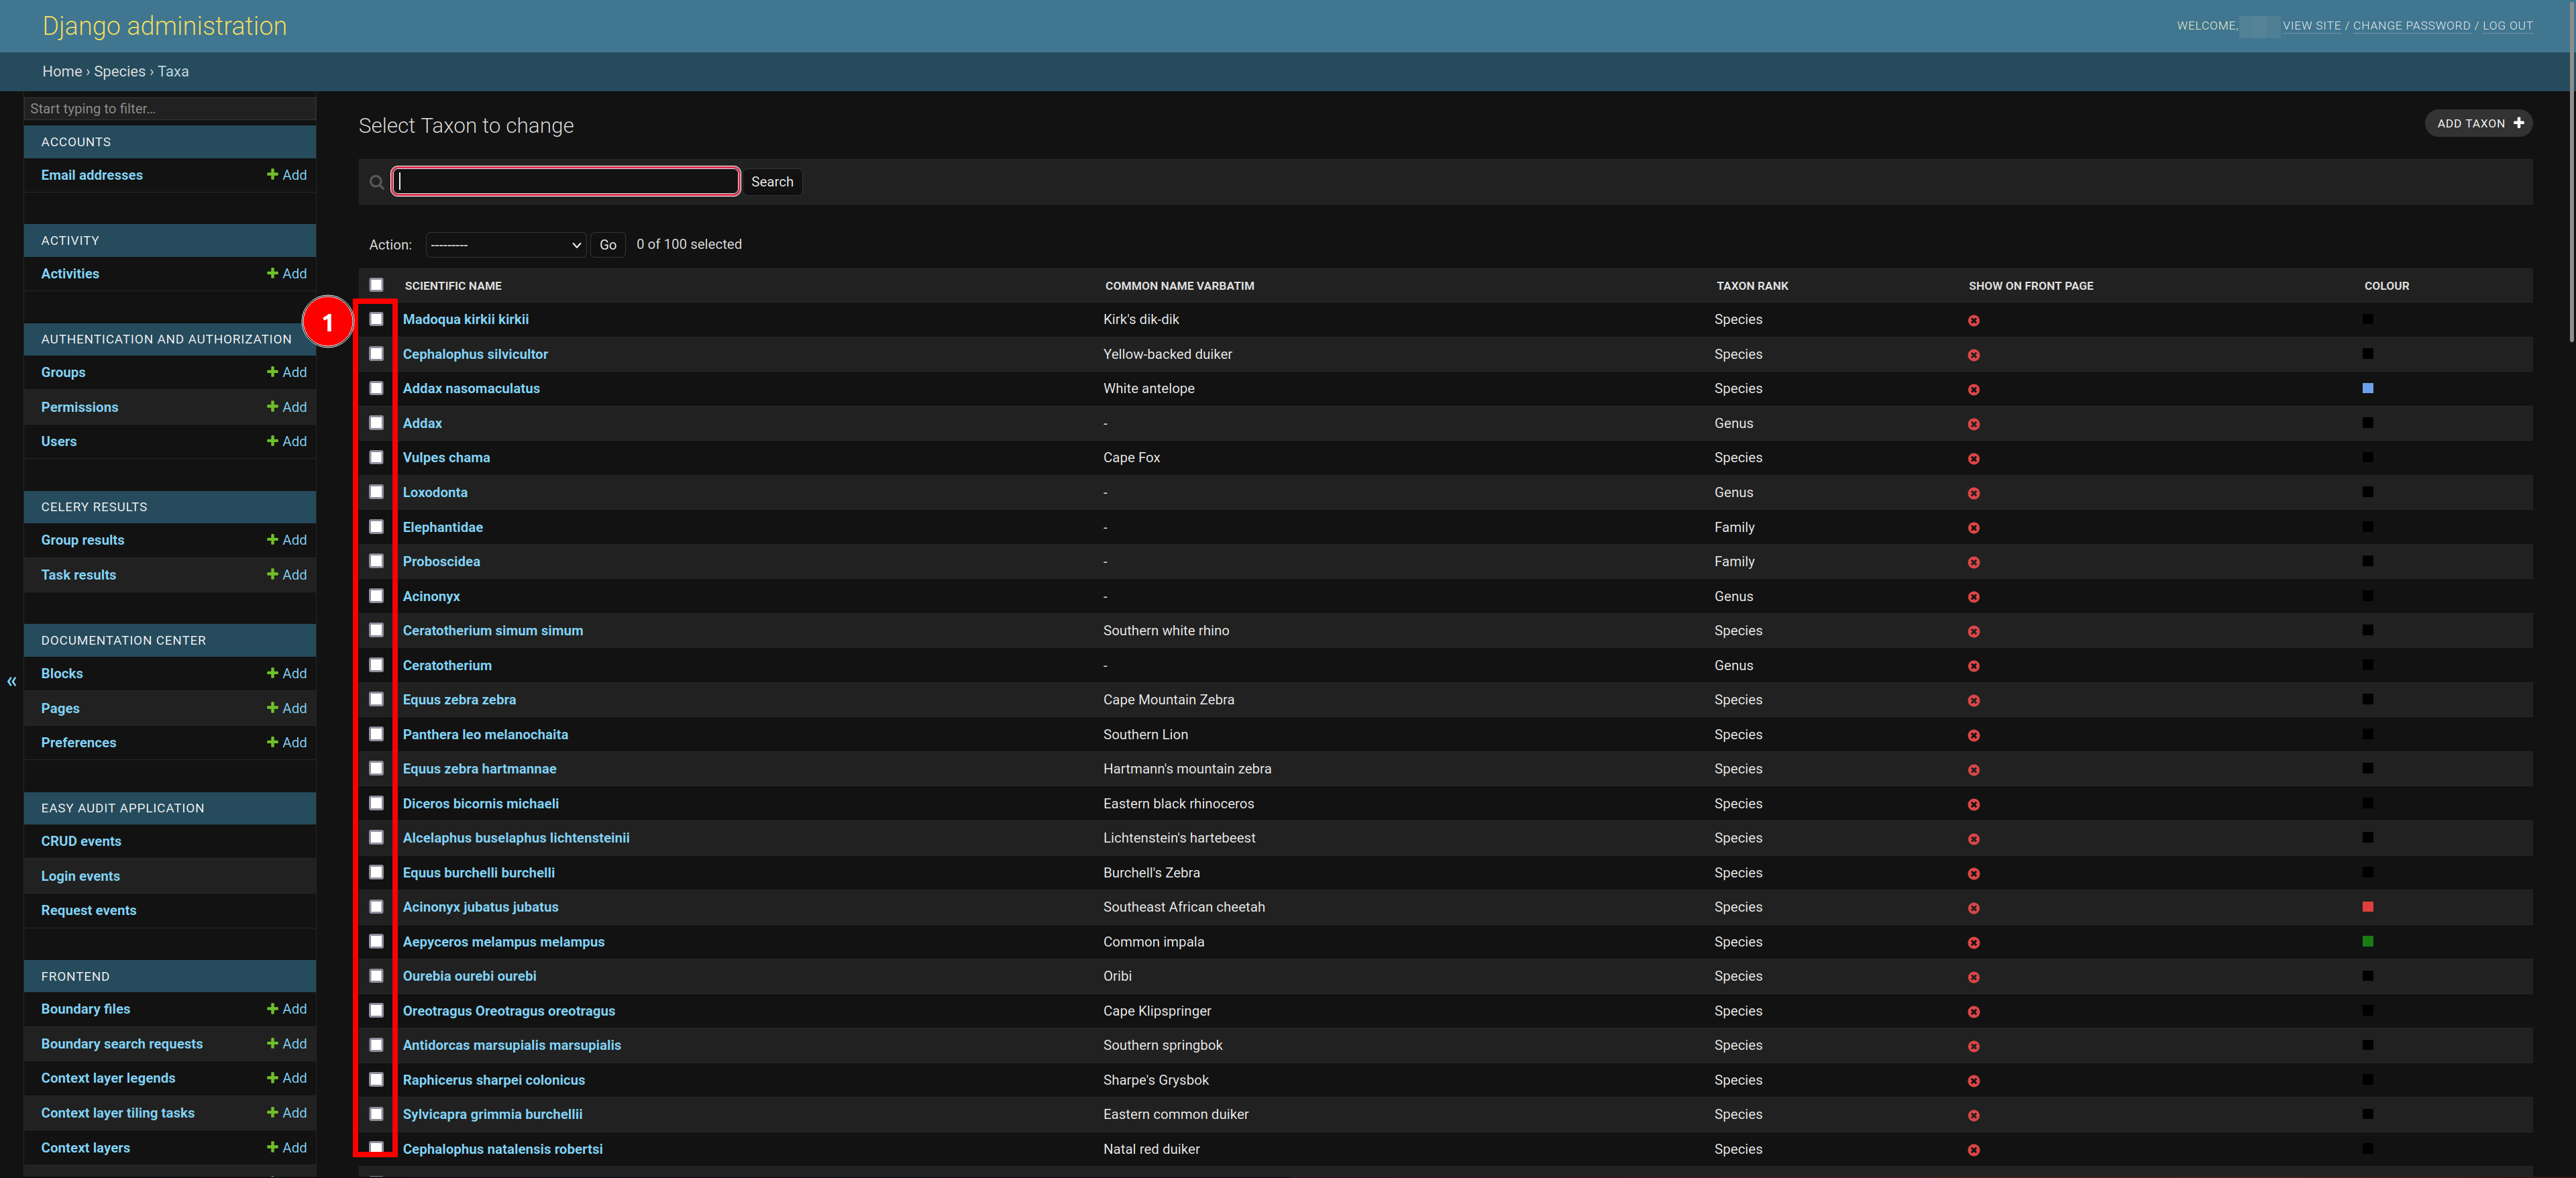 Django administration
WELCOME, VIEW SITE / CHANGE PASSWORD / LOG OUT
Home › Species › Taxa
Start typing to filter...
ACCOUNTS
Email addresses + Add
ACTIVITY
Activities + Add
AUTHENTICATION AND AUTHORIZATION
Groups + Add
Permissions + Add
Users + Add
CELERY RESULTS
Group results + Add
Task results + Add
DOCUMENTATION CENTER
Blocks + Add
Pages + Add
Preferences + Add
EASY AUDIT APPLICATION
CRUD events
Login events
Request events
FRONTEND
Boundary files + Add
Boundary search requests + Add
Context layer legends + Add
Context layer tiling tasks + Add
Context layers + Add
«
Select Taxon to change
ADD TAXON +
Search
Action: --------- Go 0 of 100 selected
SCIENTIFIC NAME COMMON NAME VARBATIM TAXON RANK SHOW ON FRONT PAGE COLOUR
1
Madoqua kirkii kirkii Kirk's dik-dik Species
Cephalophus silvicultor Yellow-backed duiker Species
Addax nasomaculatus White antelope Species
Addax - Genus
Vulpes chama Cape Fox Species
Loxodonta - Genus
Elephantidae - Family
Proboscidea - Family
Acinonyx - Genus
Ceratotherium simum simum Southern white rhino Species
Ceratotherium - Genus
Equus zebra zebra Cape Mountain Zebra Species
Panthera leo melanochaita Southern Lion Species
Equus zebra hartmannae Hartmann's mountain zebra Species
Diceros bicornis michaeli Eastern black rhinoceros Species
Alcelaphus buselaphus lichtensteinii Lichtenstein's hartebeest Species
Equus burchelli burchelli Burchell's Zebra Species
Acinonyx jubatus jubatus Southeast African cheetah Species
Aepyceros melampus melampus Common impala Species
Ourebia ourebi ourebi Oribi Species
Oreotragus Oreotragus oreotragus Cape Klipspringer Species
Antidorcas marsupialis marsupialis Southern springbok Species
Raphicerus sharpei colonicus Sharpe's Grysbok Species
Sylvicapra grimmia burchellii Eastern common duiker Species
Cephalophus natalensis robertsi Natal red duiker Species